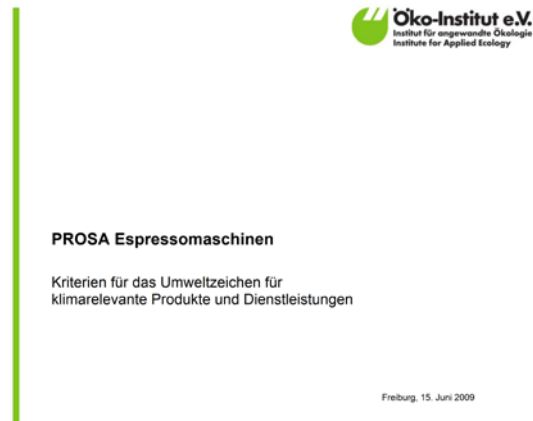 Öko-Institut e.V.
Institut für angewandte Ökologie
Institute for Applied Ecology
PROSA Espressomaschinen
Kriterien für das Umweltzeichen für
klimarelevante Produkte und Dienstleistungen
Freiburg, 15. Juni 2009